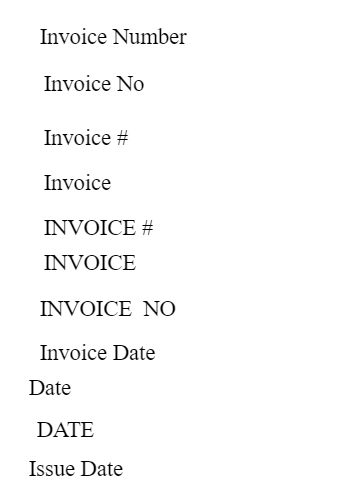 Invoice Number
Invoice No
Invoice #
Invoice
INVOICE #
INVOICE
INVOICE  NO
Invoice Date
Date
DATE
Issue Date